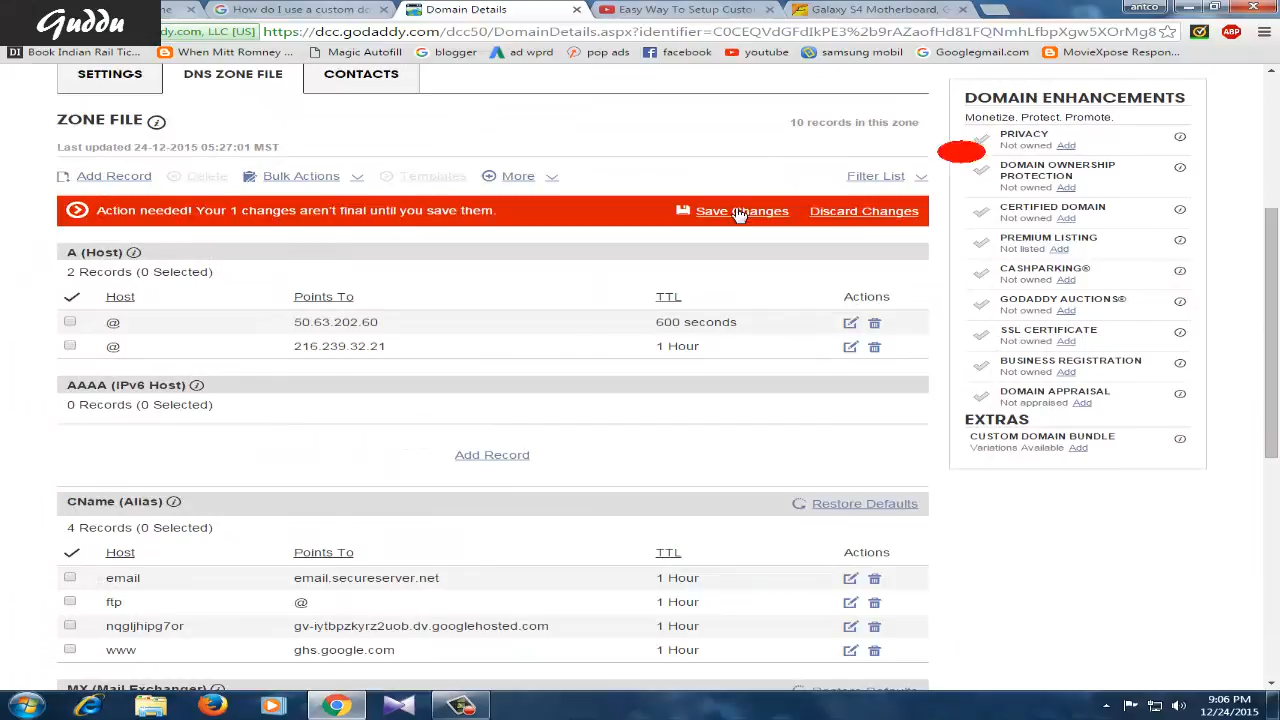 Guddu
How do I use a custom do
Domain Details
Easy Way To Setup Custom
Galaxy S4 Motherboard, G
antco
.com, LLC [US]
https://dcc.godaddy.com/dcc50/
Book Indian Rail Tic...
When Mitt Romney ...
Magic Autofill
blogger
ad wprd
pop ads
facebook
youtube
samsung mobil
Googlegmail.com
MovieXpose Respon...
SETTINGS
DNS ZONE FILE
CONTACTS
ZONE FILE
10 records in this zone
Last updated 24-12-2015 05:27:01 MST
Add Record
Delete
Bulk Actions
Templates
More
Filter List
Action needed! Your 1 changes aren't final until you save them.
Save Changes
Discard Changes
A (Host)
2 Records (0 Selected)
Host Points To TTL Actions
@ 50.63.202.60 600 seconds
@ 216.239.32.21 1 Hour
AAAA (IPv6 Host)
0 Records (0 Selected)
Add Record
CName (Alias)
Restore Defaults
4 Records (0 Selected)
Host Points To TTL Actions
email email.secureserver.net 1 Hour
ftp @ 1 Hour
nqgljhipg7or gv-iytbpzkyrz2uob.dv.googlehosted.com 1 Hour
www ghs.google.com 1 Hour
MX (Mail Exchanger)
Restore Defaults
DOMAIN ENHANCEMENTS
Monetize. Protect. Promote.
PRIVACY
Not owned Add
DOMAIN OWNERSHIP
PROTECTION
Not owned Add
CERTIFIED DOMAIN
Not owned Add
PREMIUM LISTING
Not listed Add
CASHPARKING®
Not owned Add
GODADDY AUCTIONS®
Not owned Add
SSL CERTIFICATE
Not owned Add
BUSINESS REGISTRATION
Not owned Add
DOMAIN APPRAISAL
Not appraised Add
EXTRAS
CUSTOM DOMAIN BUNDLE
Variations Available Add
9:06 PM
12/24/2015